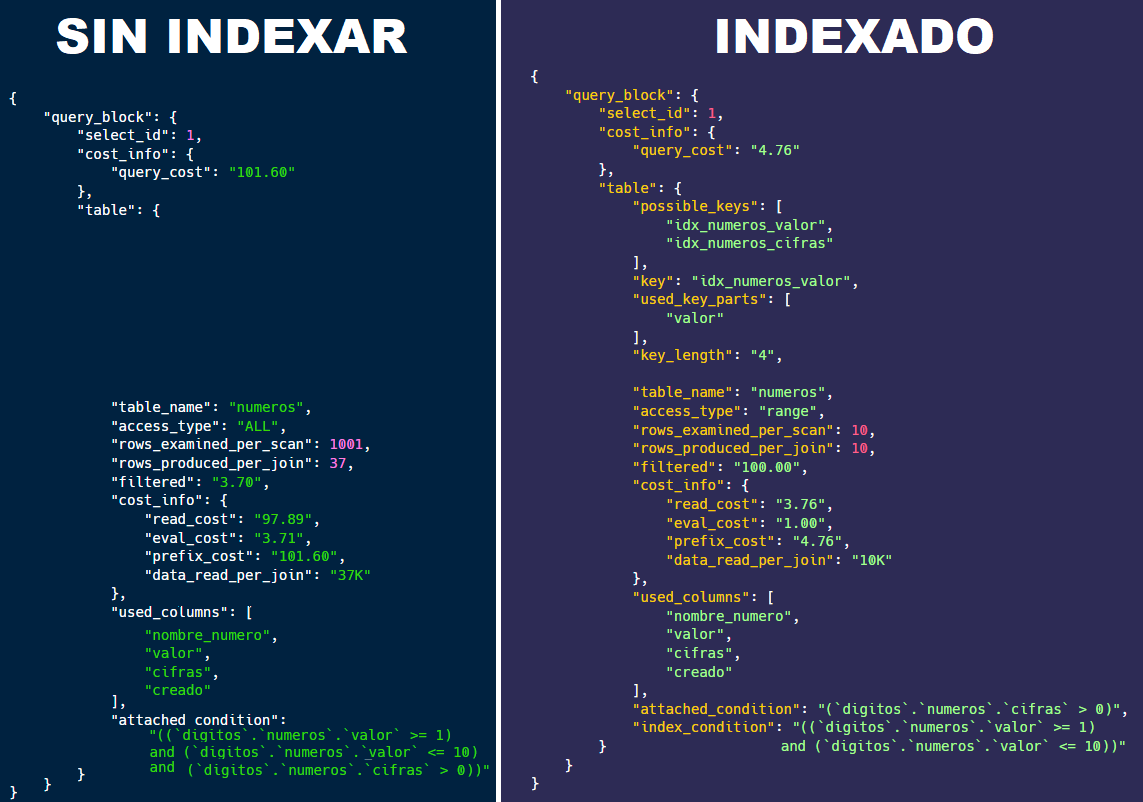 SIN INDEXAR
{
"query_block": {
"select_id": 1,
"cost_info": {
"query_cost": "101.60"
},
"table": {
"table_name": "numeros",
"access_type": "ALL",
"rows_examined_per_scan": 1001,
"rows_produced_per_join": 37,
"filtered": "3.70",
"cost_info": {
"read_cost": "97.89",
"eval_cost": "3.71",
"prefix_cost": "101.60",
"data_read_per_join": "37K"
},
"used_columns": [
"nombre_numero",
"valor",
"cifras",
"creado"
],
"attached_condition":
"((`digitos`.`numeros`.`valor` >= 1)
and (`digitos`.`numeros`.`valor` <= 10)
and (`digitos`.`numeros`.`cifras` > 0))"
}
}
}
INDEXADO
{
"query_block": {
"select_id": 1,
"cost_info": {
"query_cost": "4.76"
},
"table": {
"possible_keys": [
"idx_numeros_valor",
"idx_numeros_cifras"
],
"key": "idx_numeros_valor",
"used_key_parts": [
"valor"
],
"key_length": "4",
"table_name": "numeros",
"access_type": "range",
"rows_examined_per_scan": 10,
"rows_produced_per_join": 10,
"filtered": "100.00",
"cost_info": {
"read_cost": "3.76",
"eval_cost": "1.00",
"prefix_cost": "4.76",
"data_read_per_join": "10K"
},
"used_columns": [
"nombre_numero",
"valor",
"cifras",
"creado"
],
"attached_condition": "(`digitos`.`numeros`.`cifras` > 0)",
"index_condition": "((`digitos`.`numeros`.`valor` >= 1)
} and (`digitos`.`numeros`.`valor` <= 10))"
}
}